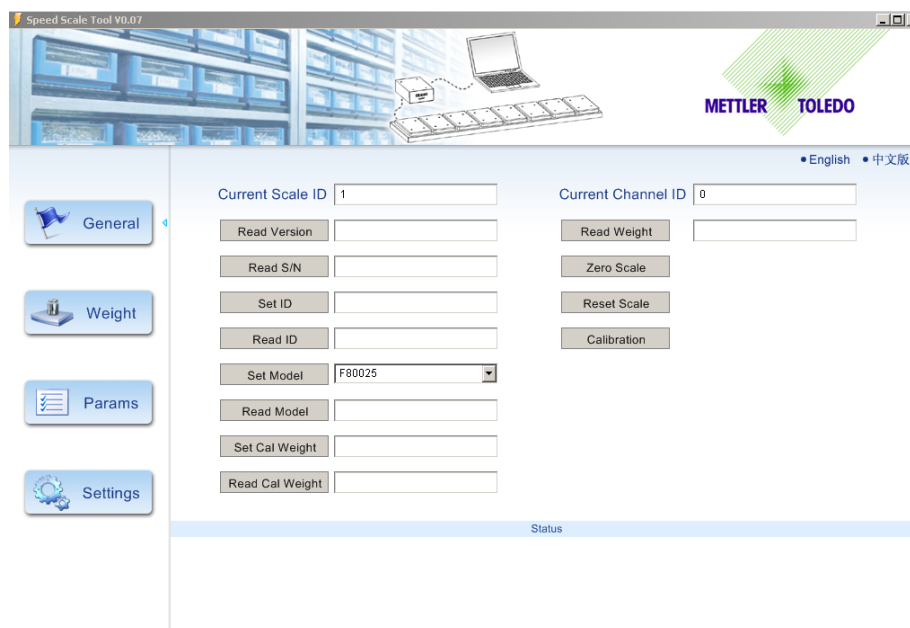 Speed Scale Tool V0.07
METTLER TOLEDO
English 中文版
Current Scale ID 1 Current Channel ID 0
General
Read Version Read Weight
Read S/N Zero Scale
Set ID Reset Scale
Weight
Read ID Calibration
Set Model F80025
Params
Read Model
Set Cal Weight
Read Cal Weight
Settings
Status